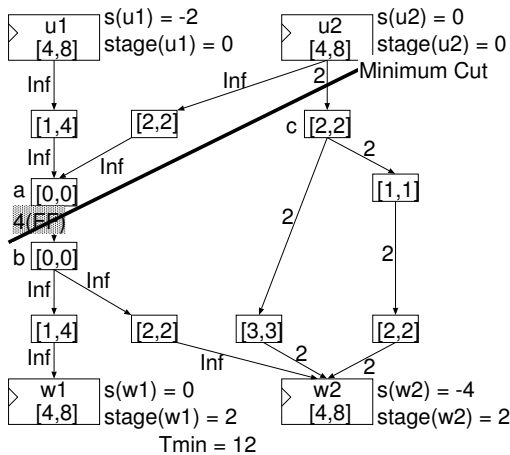 u1
[4,8]
s(u1) = -2
stage(u1) = 0
u2
[4,8]
s(u2) = 0
stage(u2) = 0
Minimum Cut
Inf
Inf
2
[1,4]
[2,2]
c
[2,2]
Inf
Inf
2
a
[0,0]
[1,1]
4(FF)
b
[0,0]
2
2
Inf
Inf
[1,4]
[2,2]
[3,3]
[2,2]
Inf
Inf
2
2
w1
[4,8]
s(w1) = 0
stage(w1) = 2
w2
[4,8]
s(w2) = -4
stage(w2) = 2
Tmin = 12